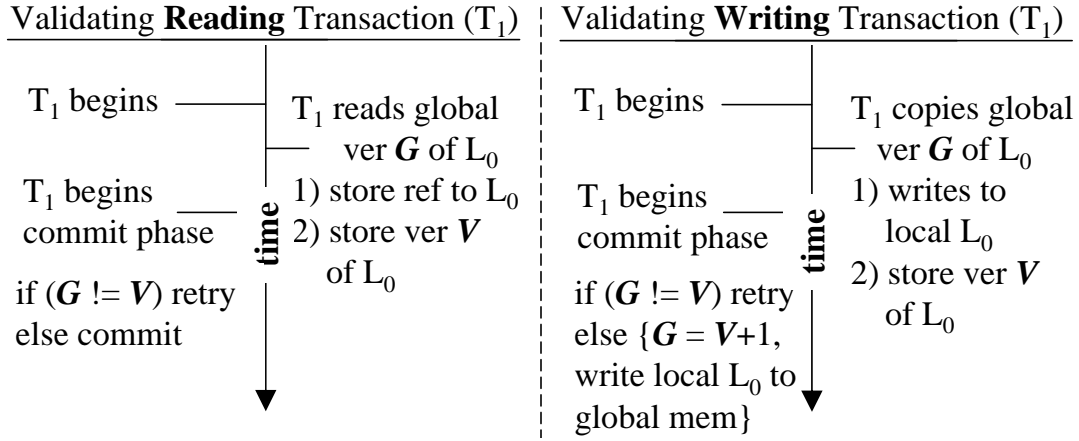 Validating Reading Transaction (T1)
T1 begins
T1 reads global
ver G of L0
1) store ref to L0
2) store ver V
of L0
T1 begins
commit phase
if (G != V) retry
else commit
time
Validating Writing Transaction (T1)
T1 begins
T1 copies global
ver G of L0
1) writes to
local L0
2) store ver V
of L0
T1 begins
commit phase
if (G != V) retry
else {G = V+1,
write local L0 to
global mem}
time